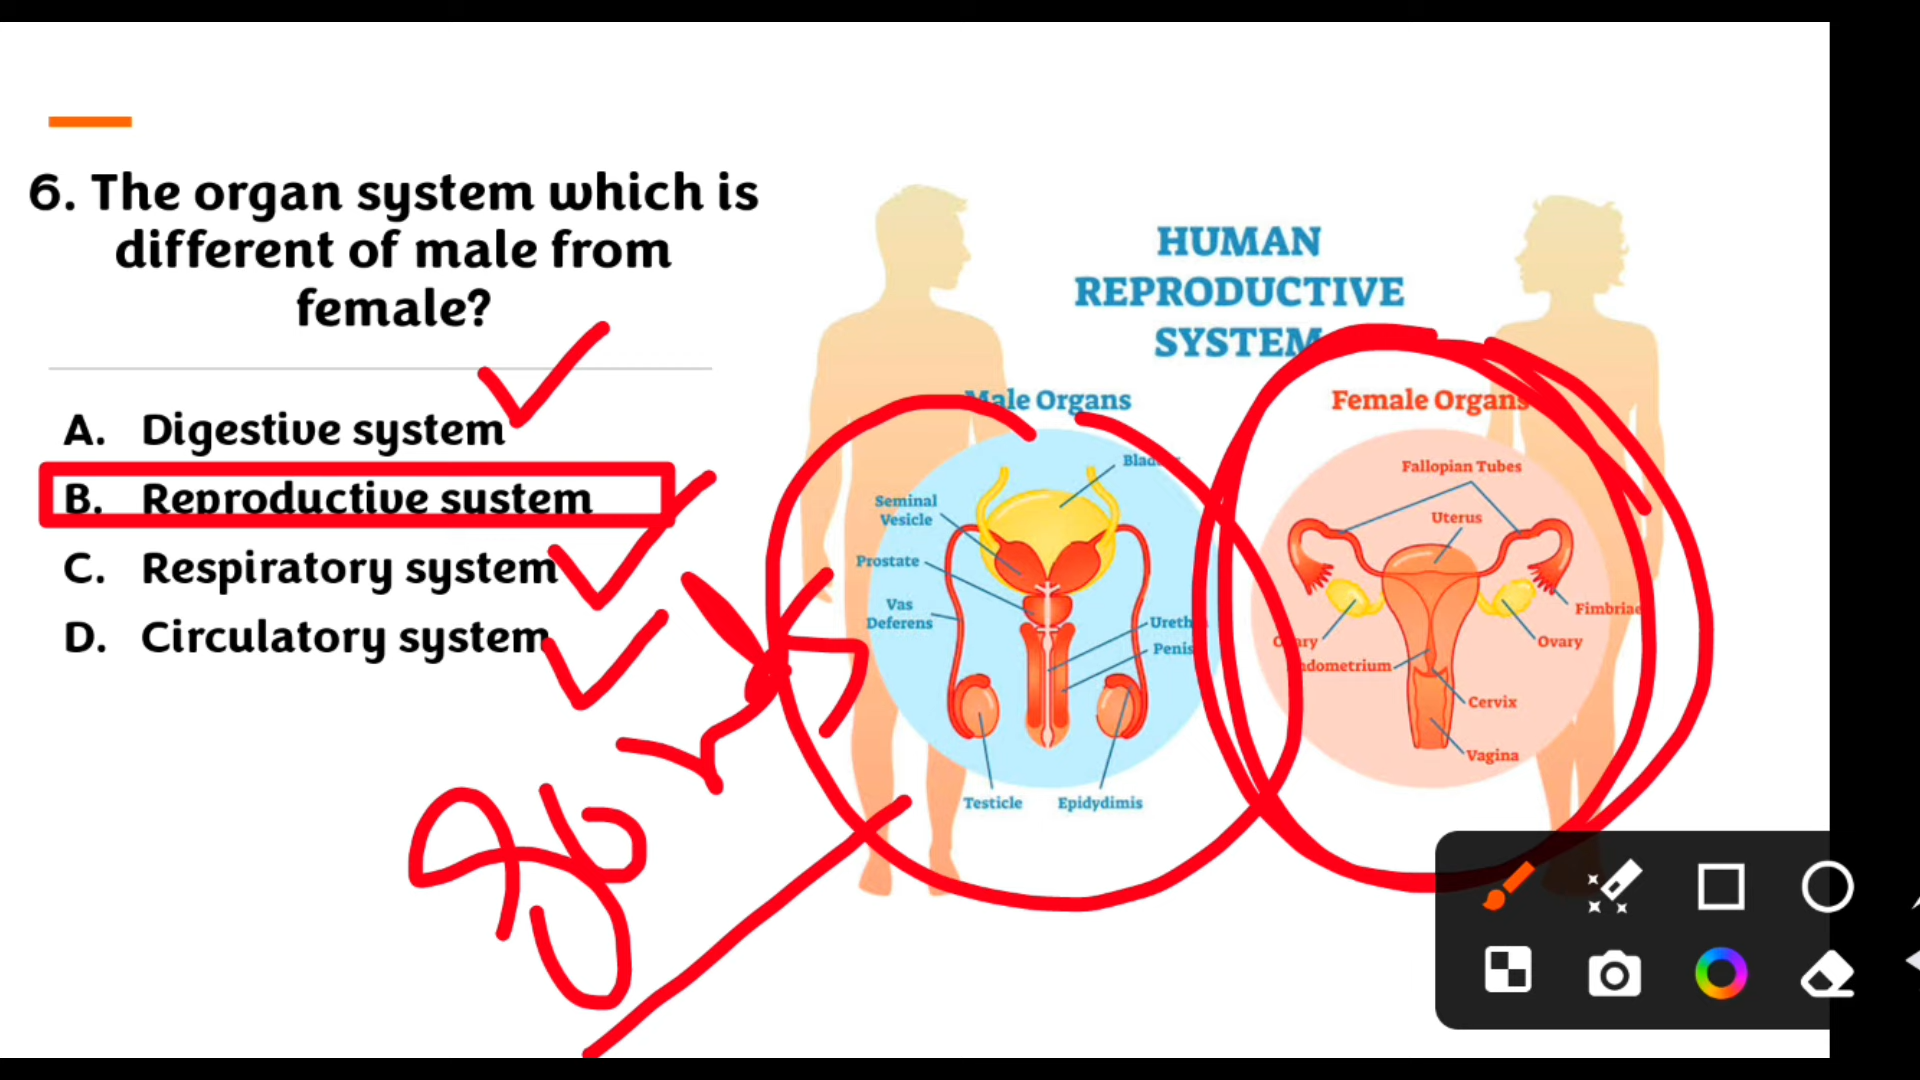 6. The organ system which is
different of male from
female?
A. Digestive system
B. Reproductive system
C. Respiratory system
D. Circulatory system
HUMAN
REPRODUCTIVE
SYSTEM
Male Organs
Seminal
Vesicle
Prostate
Vas
Deferens
Penis
Testicle
Epidydimis
Female Organs
Fallopian Tubes
Uterus
Fimbriae
Ovary
Cervix
Vagina